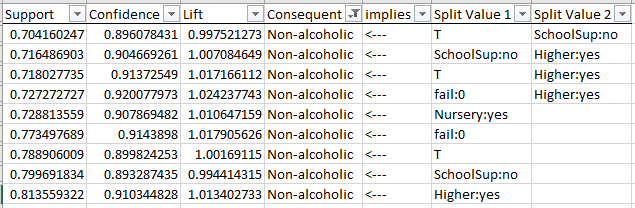 Support Confidence Lift Consequent implies Split Value 1 Split Value 2
0.704160247 0.896078431 0.997521273 Non-alcoholic <--- T SchoolSup:no
0.716486903 0.904669261 1.007084649 Non-alcoholic <--- SchoolSup:no Higher:yes
0.718027735 0.91372549 1.017166112 Non-alcoholic <--- T Higher:yes
0.727272727 0.920077973 1.024237743 Non-alcoholic <--- fail:0 Higher:yes
0.728813559 0.907869482 1.010647159 Non-alcoholic <--- Nursery:yes
0.773497689 0.9143898 1.017905626 Non-alcoholic <--- fail:0
0.788906009 0.899824253 1.00169115 Non-alcoholic <--- T
0.799691834 0.893287435 0.994414315 Non-alcoholic <--- SchoolSup:no
0.813559322 0.910344828 1.013402733 Non-alcoholic <--- Higher:yes